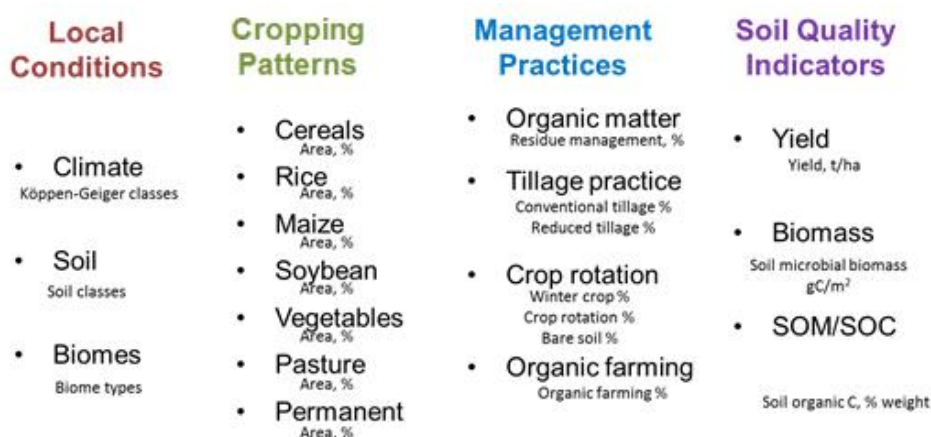 Local
Conditions
• Climate
Köppen-Geiger classes
• Soil
Soil classes
• Biomes
Biome types
Cropping
Patterns
• Cereals
Area, %
• Rice
Area, %
• Maize
Area, %
• Soybean
Area, %
• Vegetables
Area, %
• Pasture
Area, %
• Permanent
Area, %
Management
Practices
• Organic matter
Residue management, %
• Tillage practice
Conventional tillage %
Reduced tillage %
• Crop rotation
Winter crop %
Crop rotation %
Bare soil %
• Organic farming
Organic farming %
Soil Quality
Indicators
• Yield
Yield, t/ha
• Biomass
Soil microbial biomass
gC/m²
• SOM/SOC
Soil organic C, % weight